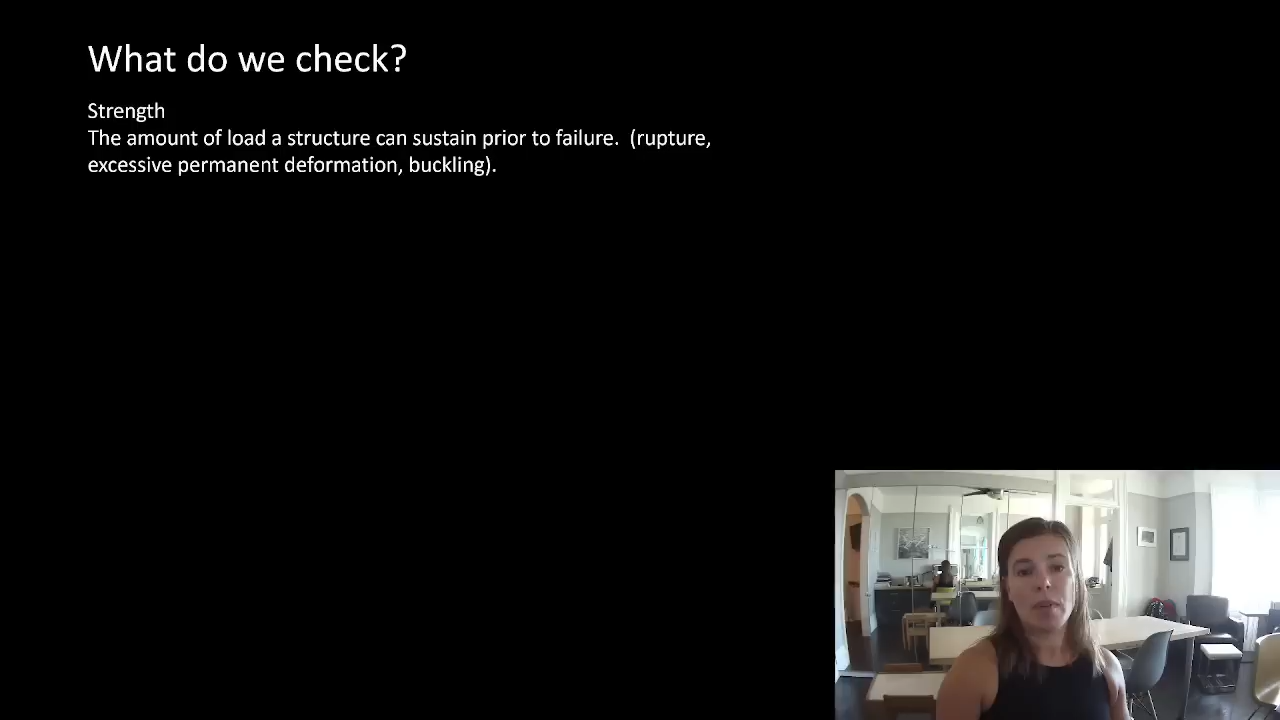 What do we check?
Strength
The amount of load a structure can sustain prior to failure.  (rupture,
excessive permanent deformation, buckling).